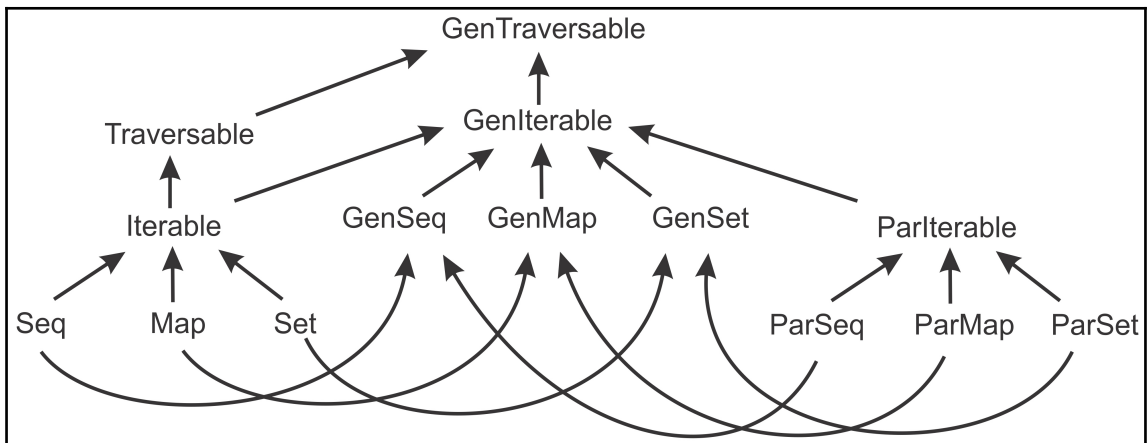 GenTraversable
Traversable
GenIterable
Iterable
GenSeq
GenMap
GenSet
ParIterable
Seq
Map
Set
ParSeq
ParMap
ParSet